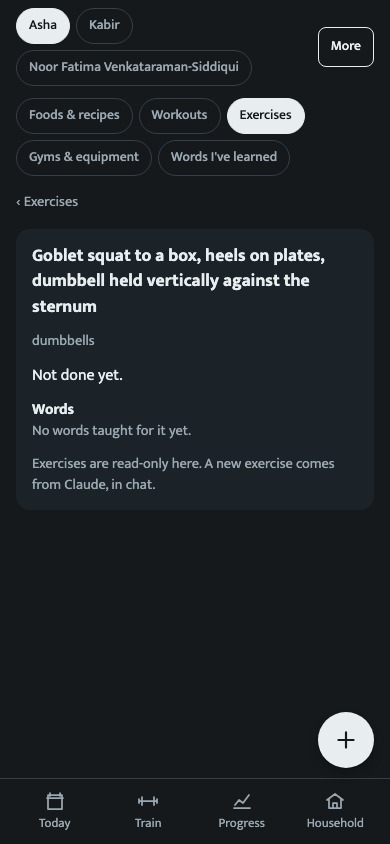 Asha
Kabir
More
Noor Fatima Venkataraman-Siddiqui
Foods & recipes
Workouts
Exercises
Gyms & equipment
Words I've learned
‹ Exercises
Goblet squat to a box, heels on plates,
dumbbell held vertically against the
sternum
dumbbells
Not done yet.
Words
No words taught for it yet.
Exercises are read-only here. A new exercise comes
from Claude, in chat.
Today
Train
Progress
Household